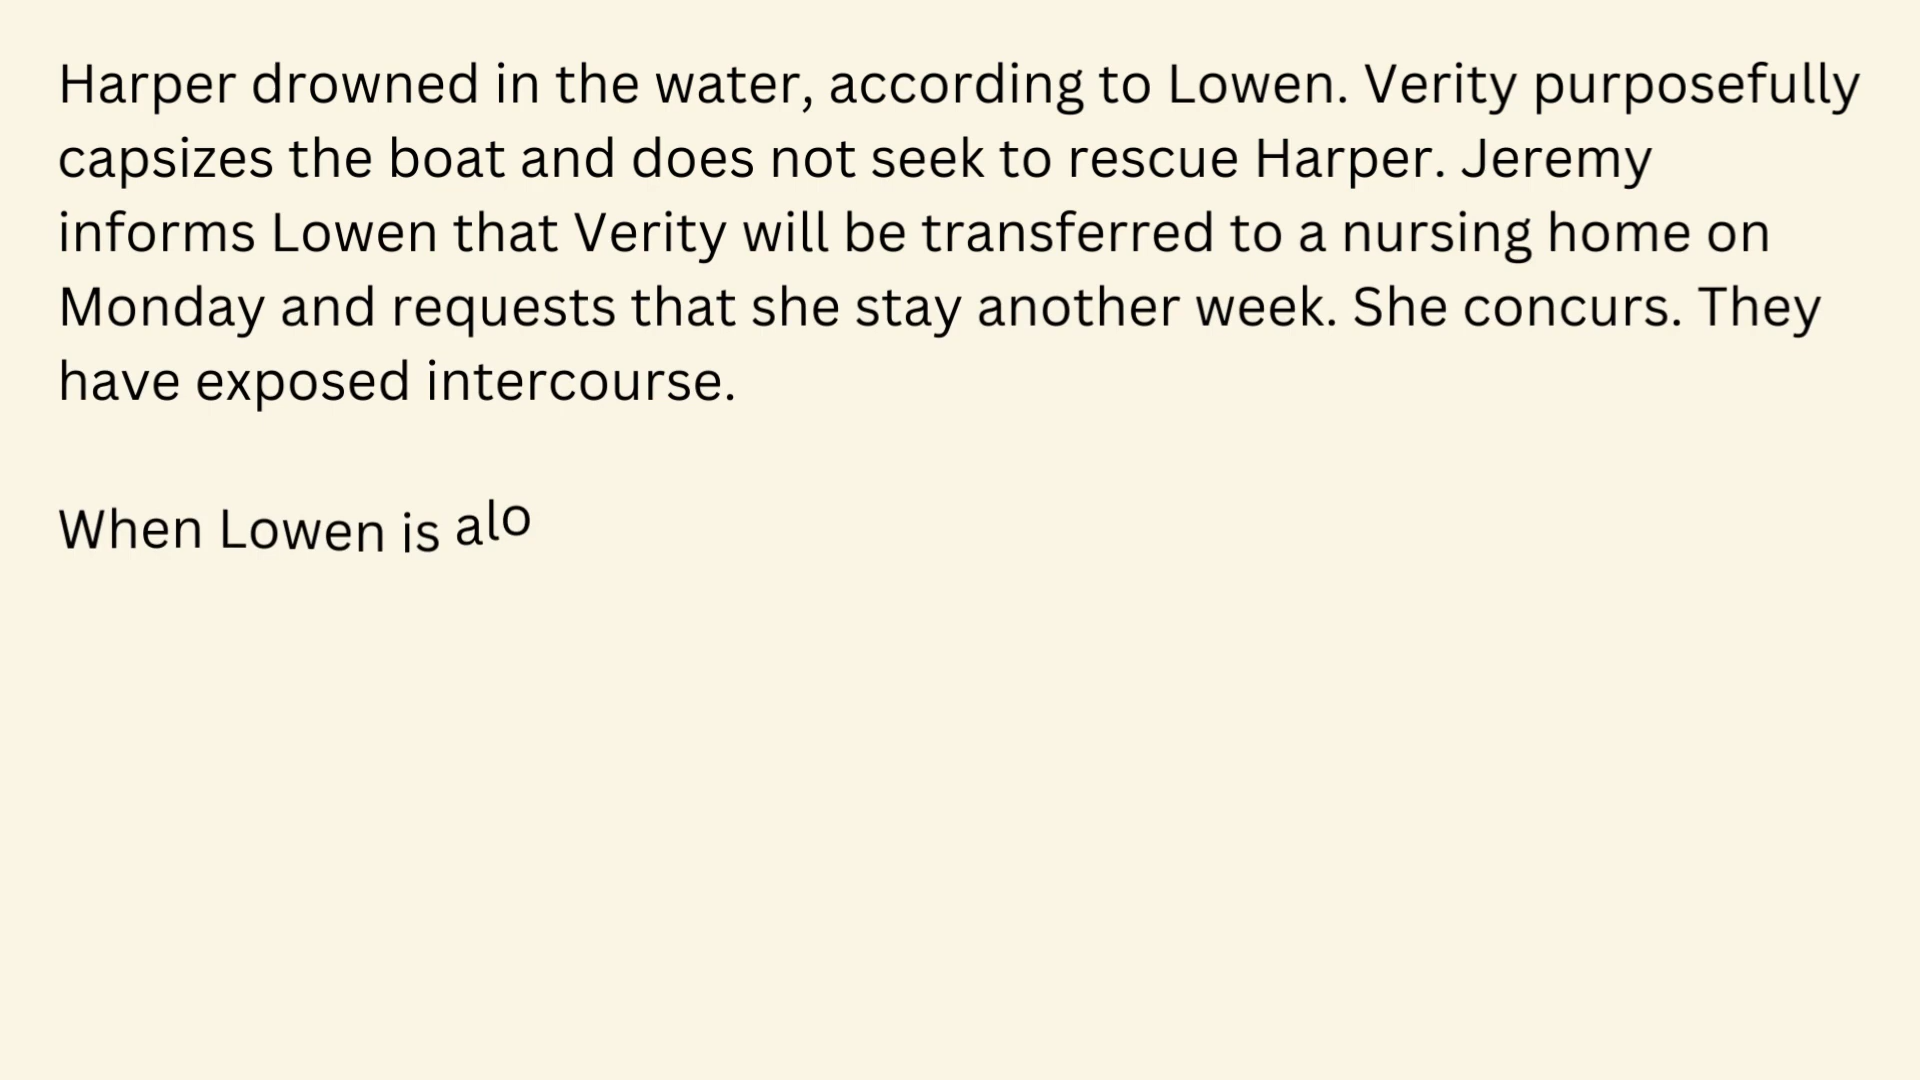 Harper drowned in the water, according to Lowen. Verity purposefully
capsizes the boat and does not seek to rescue Harper. Jeremy
informs Lowen that Verity will be transferred to a nursing home on
Monday and requests that she stay another week. She concurs. They
have exposed intercourse.
When Lowen is alo